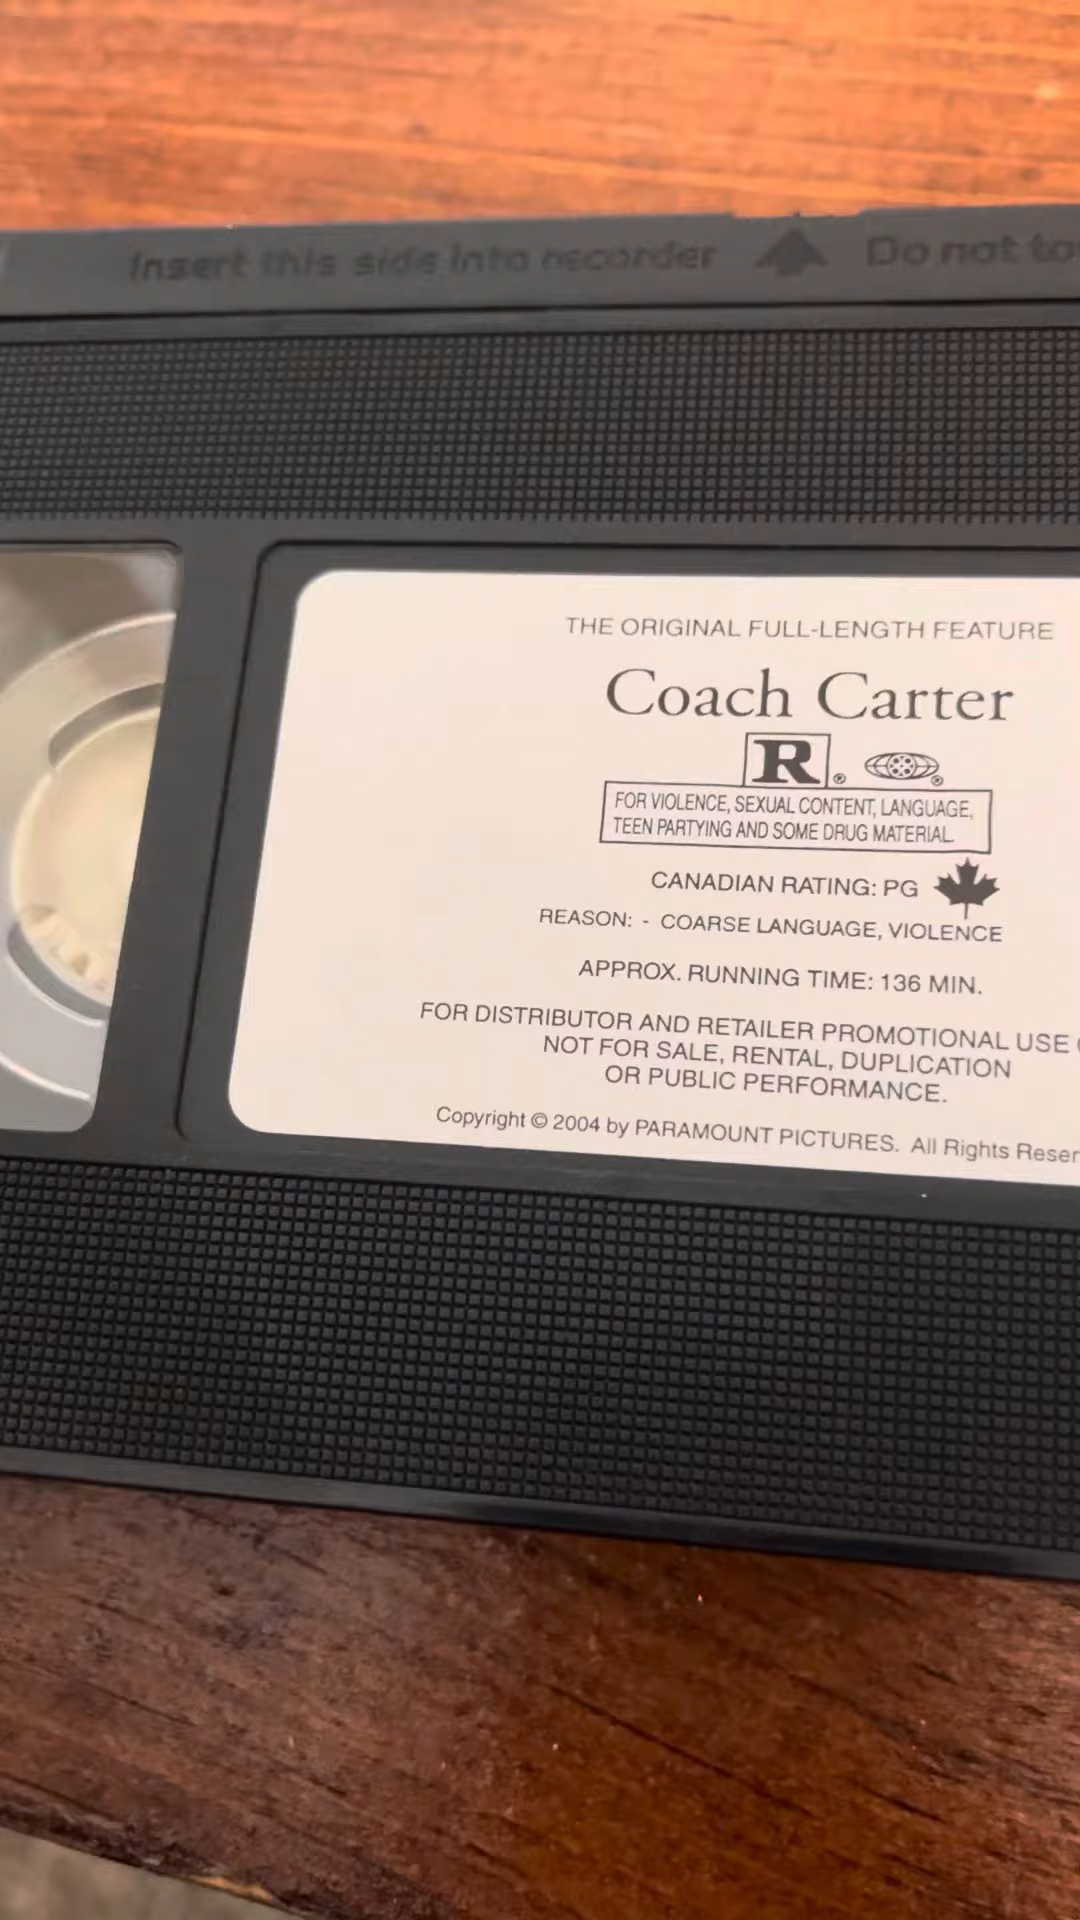 Insert this side into recorder Do not to
THE ORIGINAL FULL-LENGTH FEATURE
Coach Carter
R ®
FOR VIOLENCE, SEXUAL CONTENT, LANGUAGE,
TEEN PARTYING AND SOME DRUG MATERIAL.
CANADIAN RATING: PG
REASON: - COARSE LANGUAGE, VIOLENCE
APPROX. RUNNING TIME: 136 MIN.
FOR DISTRIBUTOR AND RETAILER PROMOTIONAL USE
NOT FOR SALE, RENTAL, DUPLICATION
OR PUBLIC PERFORMANCE.
Copyright © 2004 by PARAMOUNT PICTURES. All Rights Reser